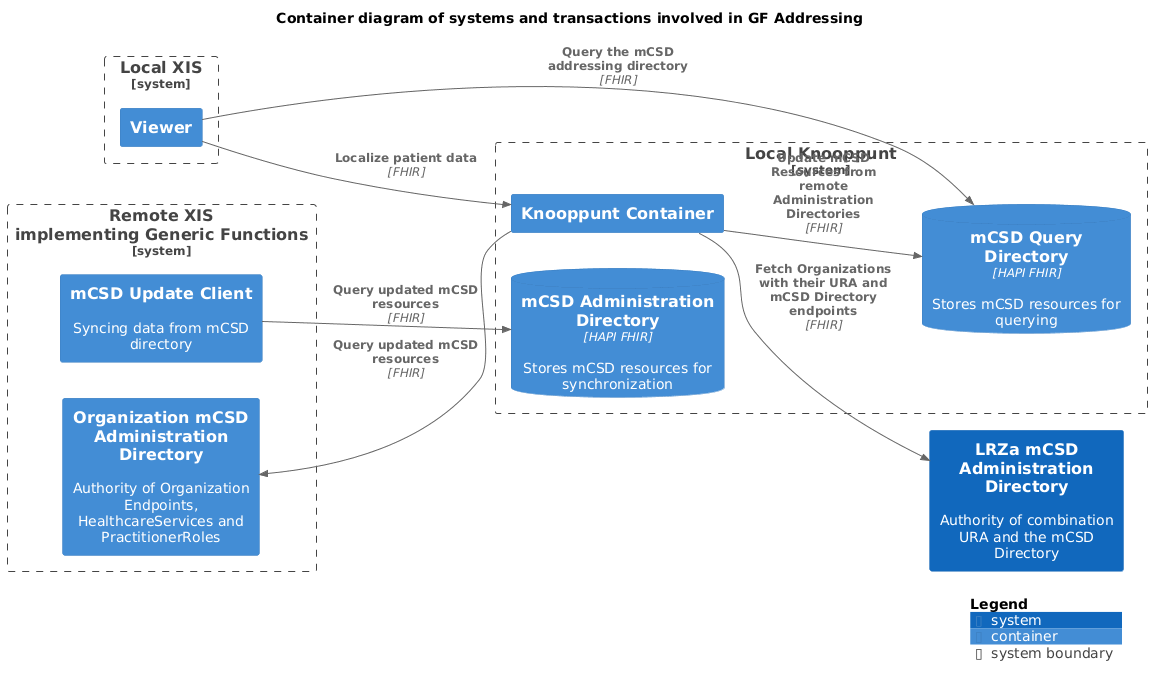 Container diagram of systems and transactions involved in GF Addressing
Local XIS
[system]
Viewer
Query the mCSD
addressing directory
[FHIR]
Localize patient data
[FHIR]
Local Knooppunt
[system]
Update mCSD
Resources from
remote
Administration
Directories
[FHIR]
Knooppunt Container
mCSD Query
Directory
[HAPI FHIR]
Stores mCSD resources for
querying
Remote XIS
implementing Generic Functions
[system]
mCSD Update Client
Syncing data from mCSD
directory
Query updated mCSD
resources
[FHIR]
Query updated mCSD
resources
[FHIR]
mCSD Administration
Directory
[HAPI FHIR]
Stores mCSD resources for
synchronization
Fetch Organizations
with their URA and
mCSD Directory
endpoints
[FHIR]
Organization mCSD
Administration
Directory
Authority of Organization
Endpoints,
HealthcareServices and
PractitionerRoles
LRZa mCSD
Administration
Directory
Authority of combination
URA and the mCSD
Directory
Legend
system
container
system boundary